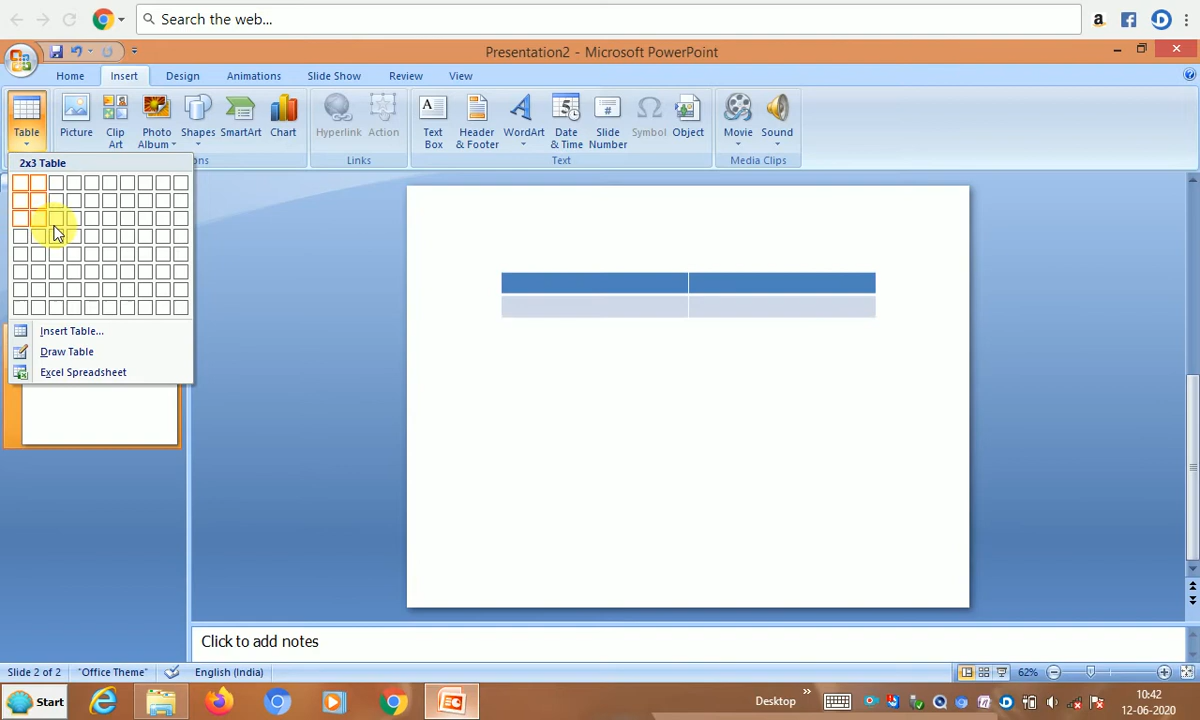 Search the web...
Presentation2 - Microsoft PowerPoint
Home Insert Design Animations Slide Show Review View
Table
Picture
Clip Art
Photo Album
Shapes
SmartArt
Chart
Hyperlink
Action
Text Box
Header & Footer
WordArt
Date & Time
Slide Number
Symbol
Object
Movie
Sound
ons
Links
Text
Media Clips
2x3 Table
Insert Table...
Draw Table
Excel Spreadsheet
Click to add notes
Slide 2 of 2
"Office Theme"
English (India)
62%
Start
Desktop
10:42
12-06-2020